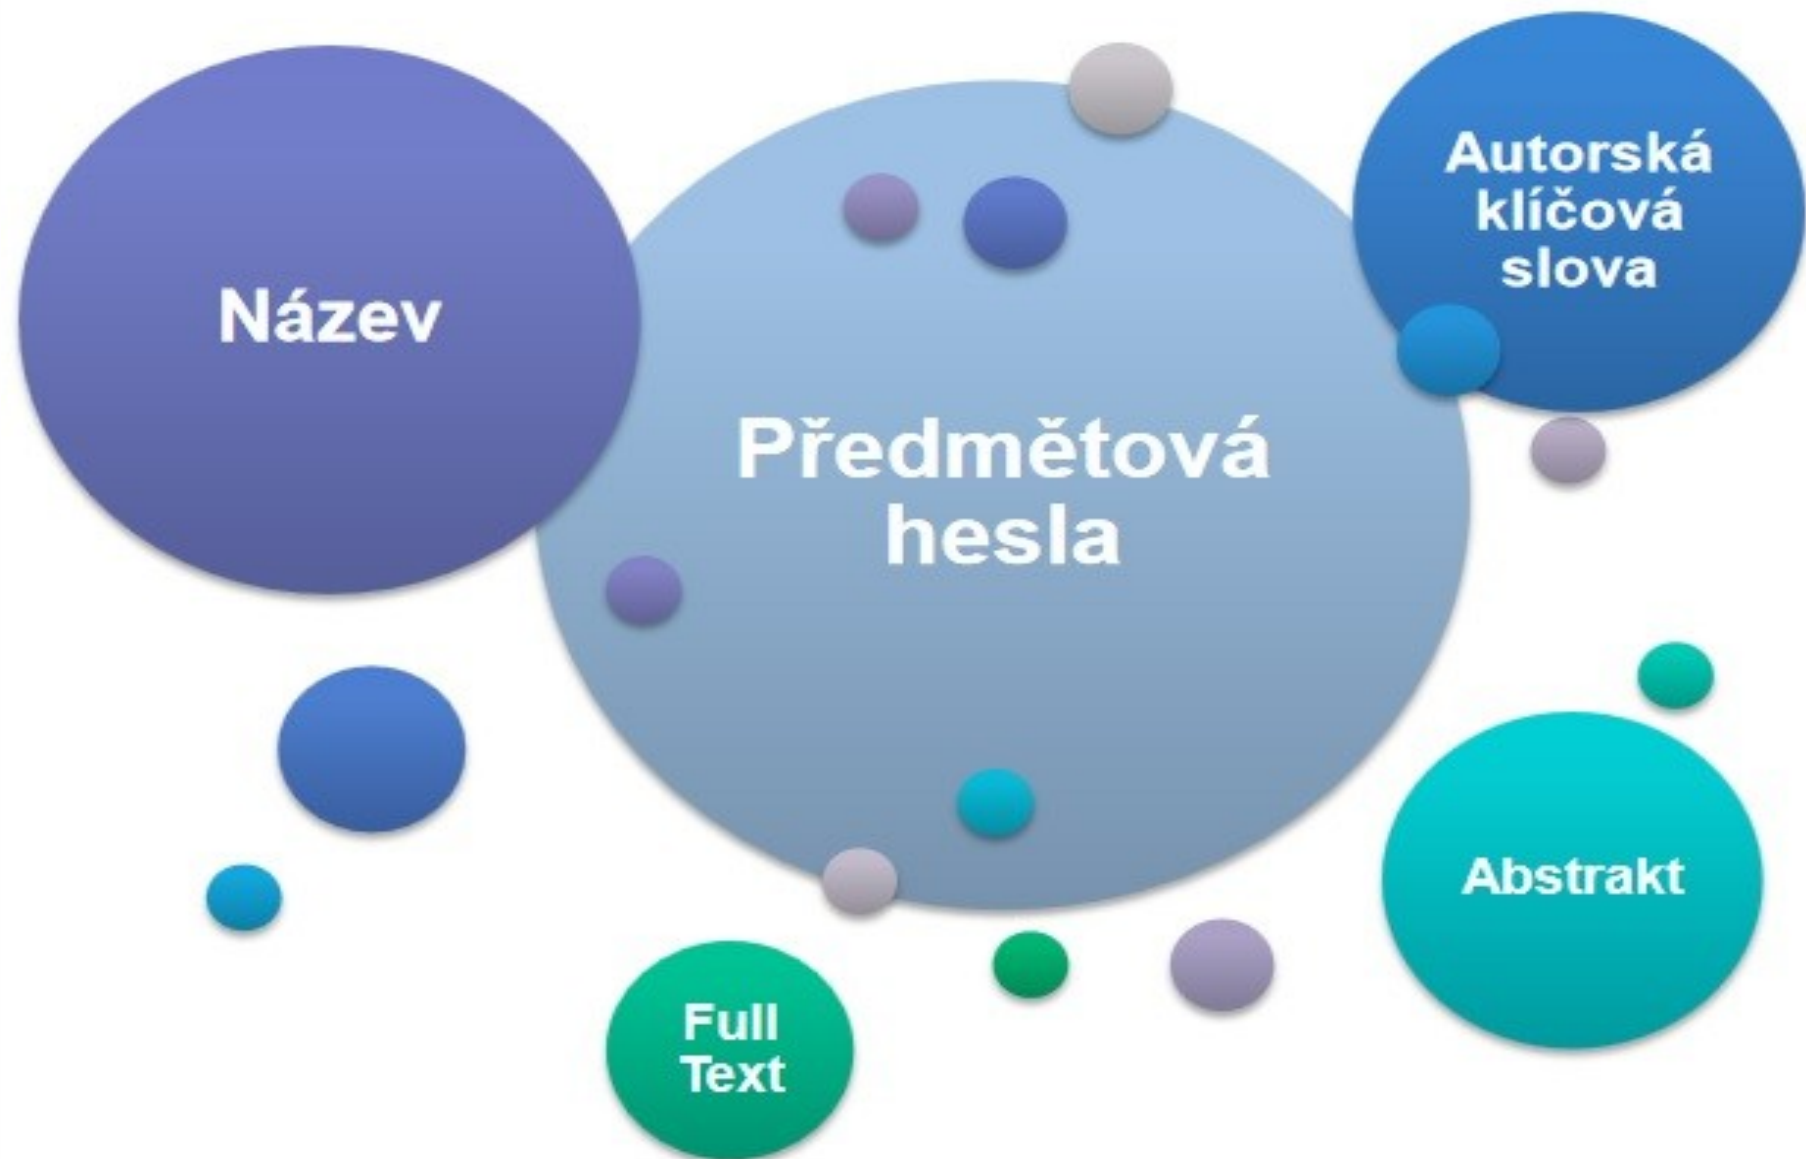 Název
Předmětová
hesla
Autorská
klíčová
slova
Abstrakt
Full
Text